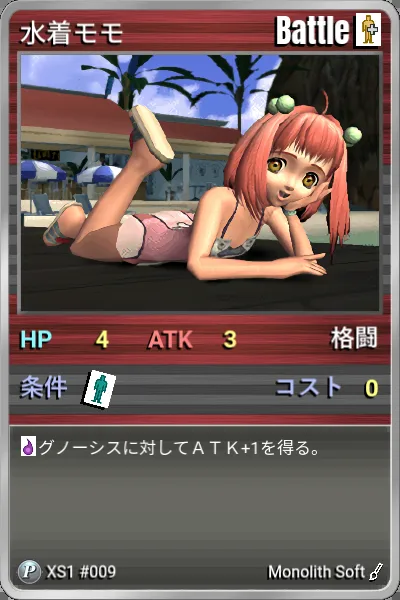 水着モモ
Battle
HP 4 ATK 3 格闘
条件 コスト 0
グノーシスに対してＡＴＫ+1を得る。
P XS1 #009 Monolith Soft